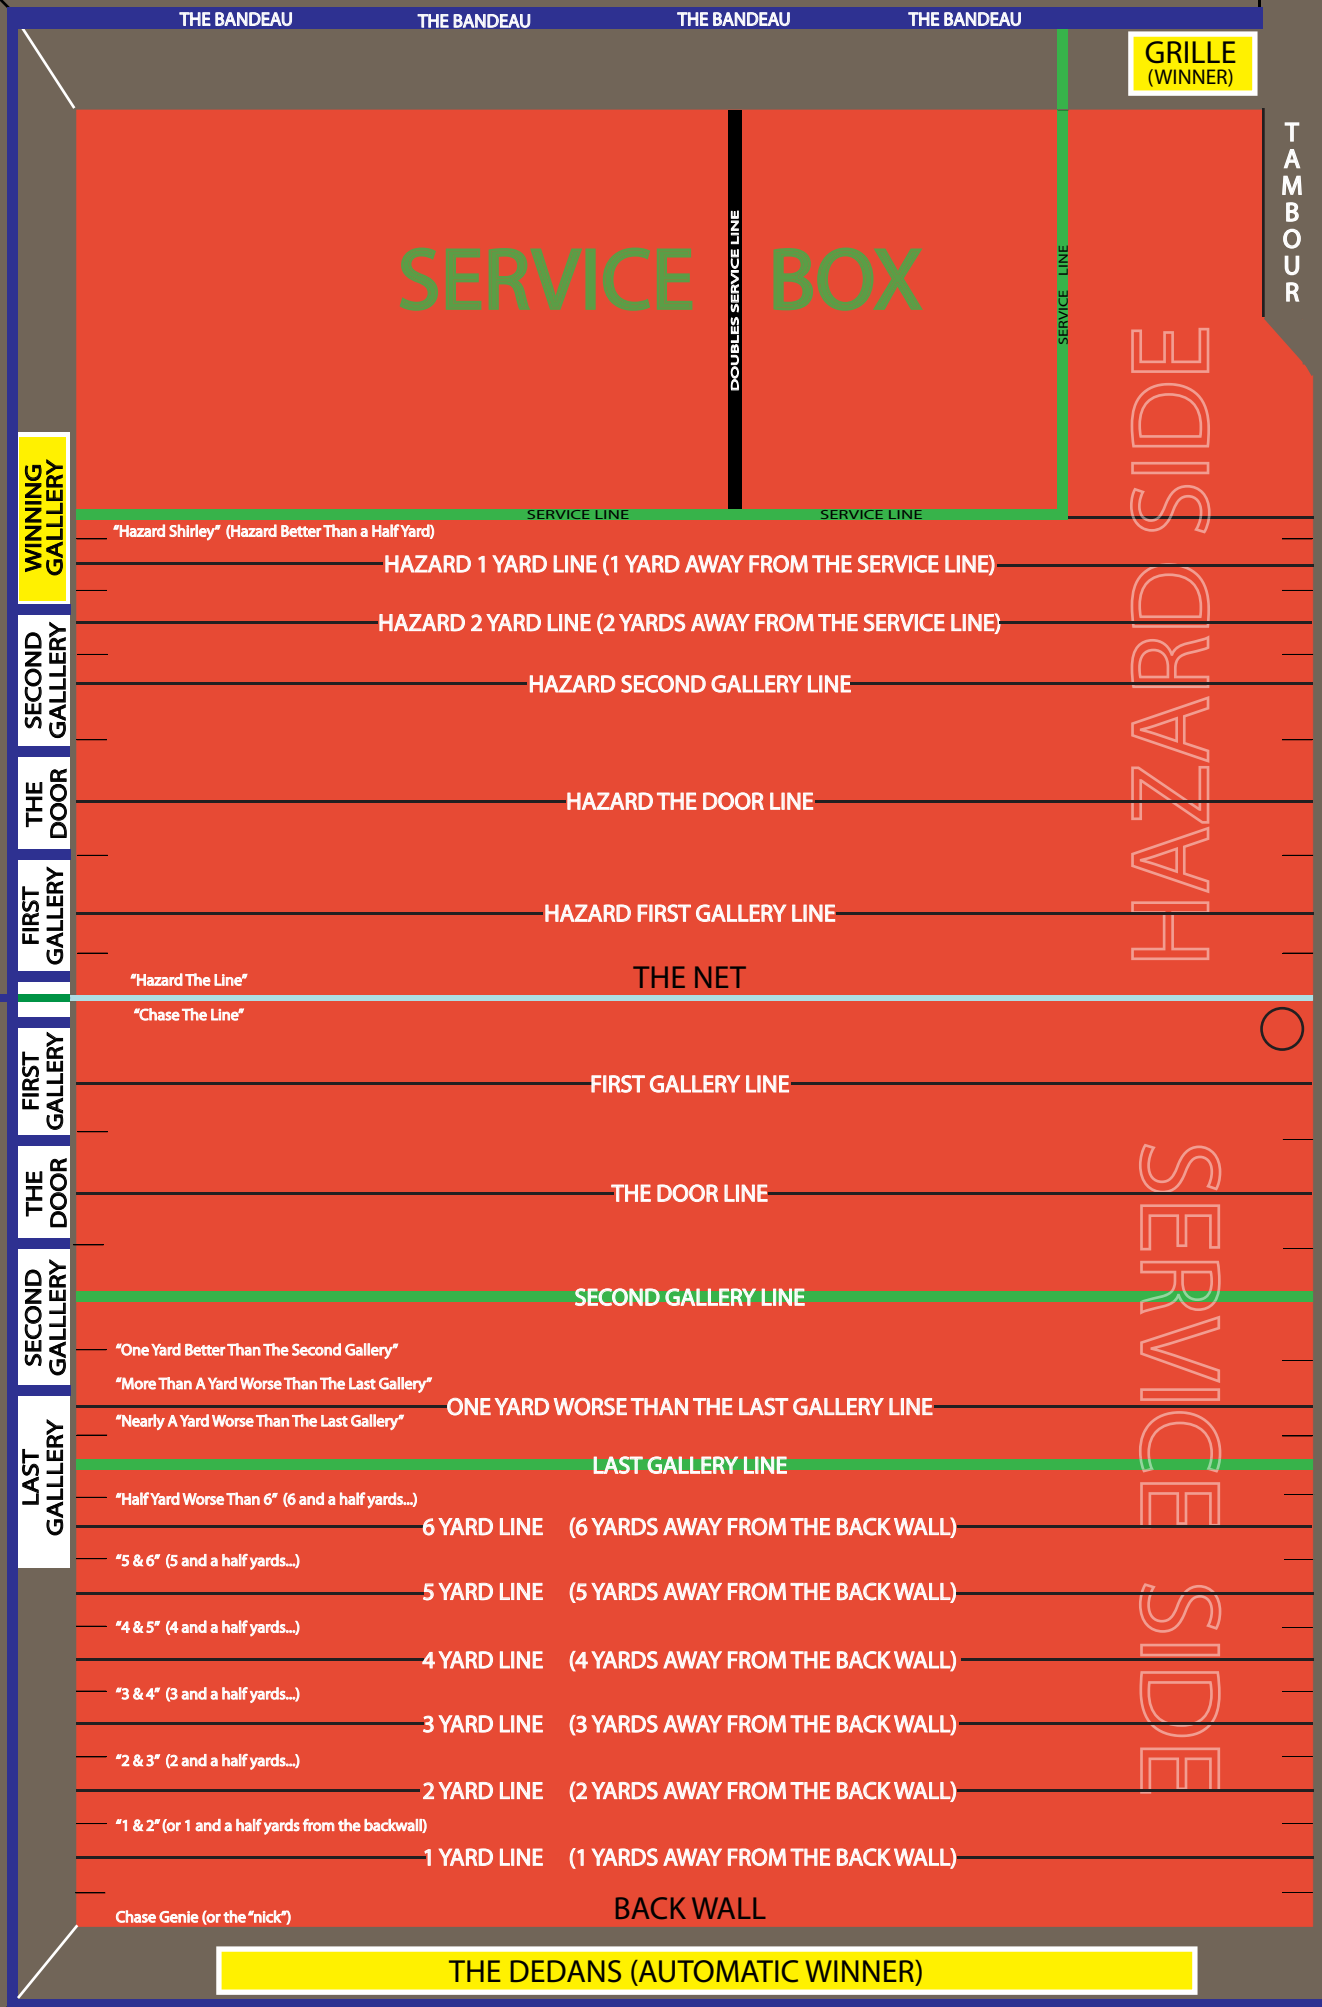 THE BANDEAU THE BANDEAU THE BANDEAU THE BANDEAU
GRILLE
(WINNER)
TAMBOUR
SERVICE BOX
DOUBLES SERVICE LINE
SERVICE LINE
HAZARD SIDE
WINNING
GALLLERY
SERVICE LINE SERVICE LINE
“Hazard Shirley” (Hazard Better Than a Half Yard)
HAZARD 1 YARD LINE (1 YARD AWAY FROM THE SERVICE LINE)
HAZARD 2 YARD LINE (2 YARDS AWAY FROM THE SERVICE LINE)
SECOND
GALLLERY
HAZARD SECOND GALLERY LINE
THE
DOOR
HAZARD THE DOOR LINE
FIRST
GALLERY
HAZARD FIRST GALLERY LINE
THE NET
“Hazard The Line”
“Chase The Line”
FIRST
GALLERY
FIRST GALLERY LINE
THE
DOOR
THE DOOR LINE
SERVICE SIDE
SECOND
GALLLERY
SECOND GALLERY LINE
“One Yard Better Than The Second Gallery”
“More Than A Yard Worse Than The Last Gallery”
ONE YARD WORSE THAN THE LAST GALLERY LINE
“Nearly A Yard Worse Than The Last Gallery”
LAST
GALLLERY
LAST GALLERY LINE
“Half Yard Worse Than 6” (6 and a half yards...)
6 YARD LINE (6 YARDS AWAY FROM THE BACK WALL)
“5 & 6” (5 and a half yards...)
5 YARD LINE (5 YARDS AWAY FROM THE BACK WALL)
“4 & 5” (4 and a half yards...)
4 YARD LINE (4 YARDS AWAY FROM THE BACK WALL)
“3 & 4” (3 and a half yards...)
3 YARD LINE (3 YARDS AWAY FROM THE BACK WALL)
“2 & 3” (2 and a half yards...)
2 YARD LINE (2 YARDS AWAY FROM THE BACK WALL)
“1 & 2” (or 1 and a half yards from the backwall)
1 YARD LINE (1 YARDS AWAY FROM THE BACK WALL)
BACK WALL
Chase Genie (or the “nick”)
THE DEDANS (AUTOMATIC WINNER)